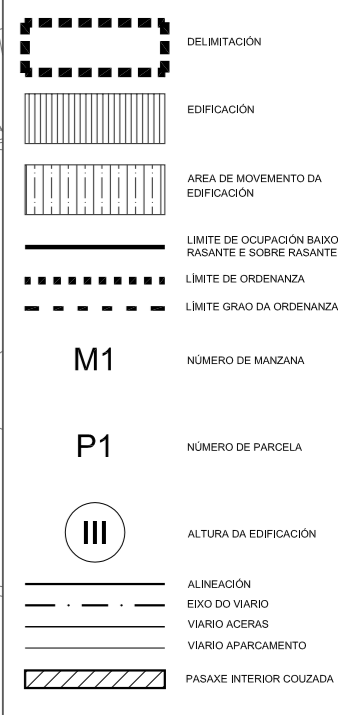 DELIMITACIÓN
EDIFICACIÓN
AREA DE MOVEMENTO DA
EDIFICACIÓN
LIMITE DE OCUPACIÓN BAIXO
RASANTE E SOBRE RASANTE
LÍMITE DE ORDENANZA
LÍMITE GRAO DA ORDENANZA
M1 NÚMERO DE MANZANA
P1 NÚMERO DE PARCELA
III ALTURA DA EDIFICACIÓN
ALINEACIÓN
EIXO DO VIARIO
VIARIO ACERAS
VIARIO APARCAMENTO
PASAXE INTERIOR COUZADA